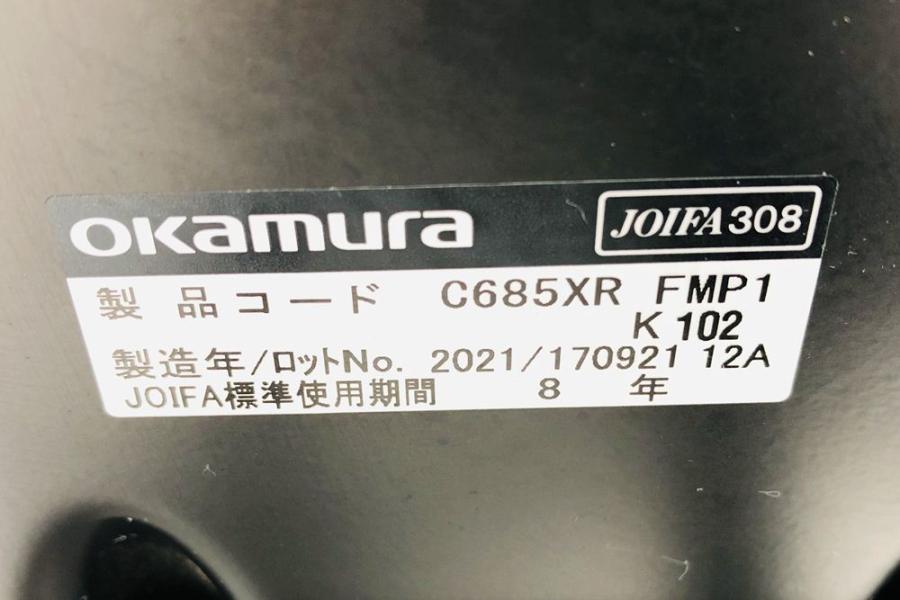 okamura JOIFA308
製品コード C685XR FMP1
K 102
製造年/ロットNo. 2021/170921 12A
JOIFA標準使用期間 8 年